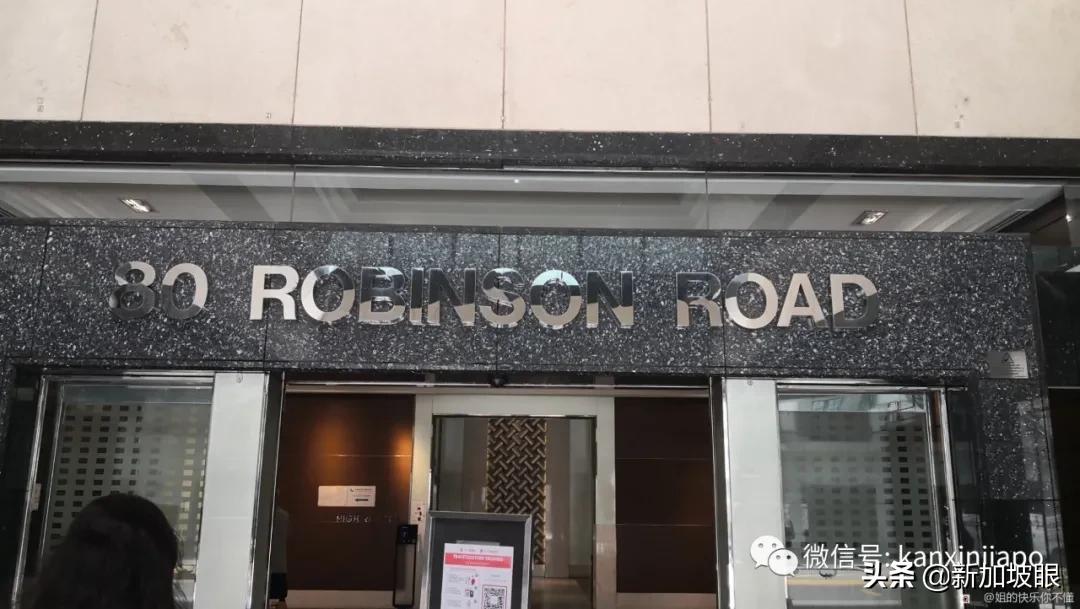 80 ROBINSON ROAD
HIGH
微信号: kanxinjiapo
头条 @新加坡眼
@姐的快乐你不懂